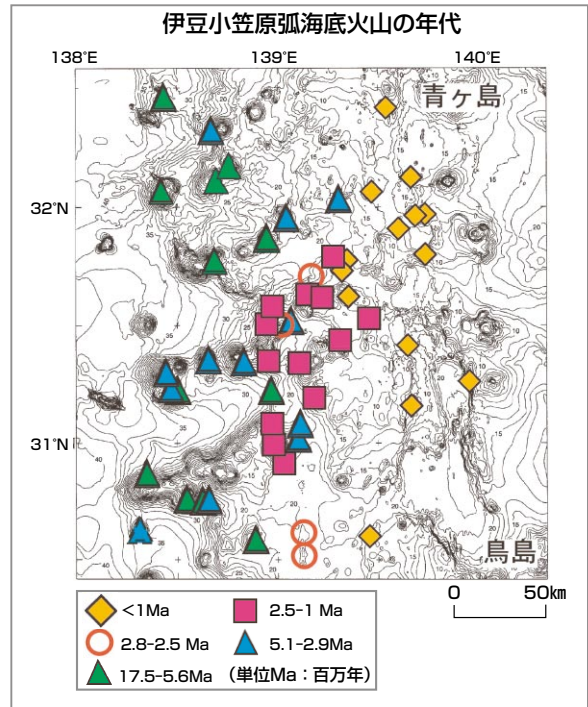 伊豆小笠原弧海底火山の年代
138°E 139°E 140°E
青ヶ島
32°N
31°N
鳥島
0 50km
<1Ma 2.5-1 Ma
2.8-2.5 Ma 5.1-2.9Ma
17.5-5.6Ma (単位Ma：百万年)